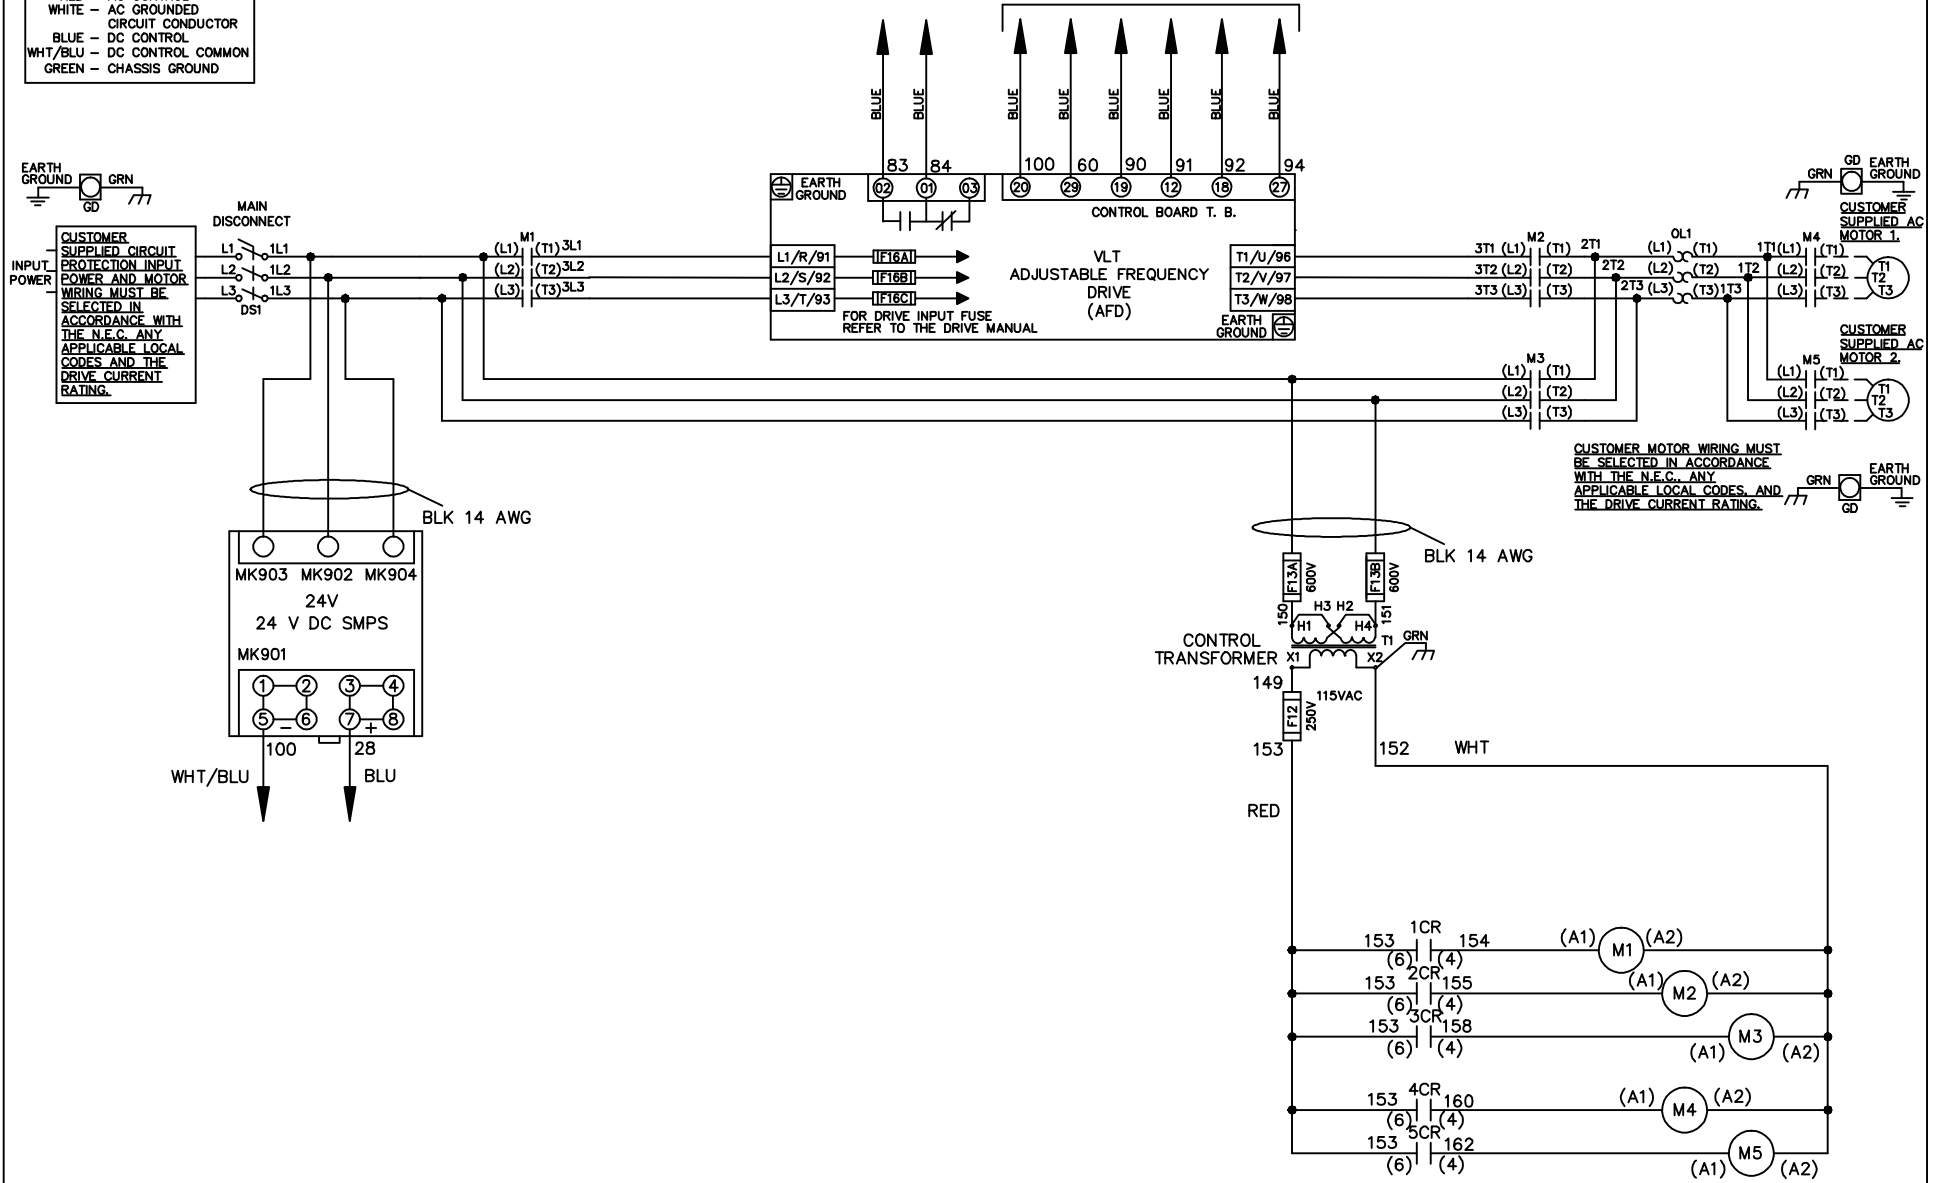 WHITE – AC GROUNDED
CIRCUIT CONDUCTOR
BLUE – DC CONTROL
WHT/BLU – DC CONTROL COMMON
GREEN – CHASSIS GROUND
BLUE
BLUE
BLUE
BLUE
BLUE
BLUE
BLUE
BLUE
83
84
100
60
90
91
92
94
EARTH
GROUND
GRN
GD
EARTH
GROUND
02
01
03
20
29
19
12
18
27
CONTROL BOARD T. B.
GD
EARTH
GROUND
GRN
MAIN
DISCONNECT
INPUT
POWER
CUSTOMER
SUPPLIED CIRCUIT
PROTECTION INPUT
POWER AND MOTOR
WIRING MUST BE
SELECTED IN
ACCORDANCE WITH
THE N.E.C. ANY
APPLICABLE LOCAL
CODES AND THE
DRIVE CURRENT
RATING.
L1
1L1
L2
1L2
L3
1L3
DS1
M1
(L1)
(T1)
3L1
(L2)
(T2)
3L2
(L3)
(T3)
3L3
L1/R/91
L2/S/92
L3/T/93
F16A
F16B
F16C
FOR DRIVE INPUT FUSE
REFER TO THE DRIVE MANUAL
VLT
ADJUSTABLE FREQUENCY
DRIVE
(AFD)
T1/U/96
T2/V/97
T3/W/98
EARTH
GROUND
M2
3T1 (L1)
(T1)
2T1
3T2 (L2)
(T2)
2T2
3T3 (L3)
(T3)
2T3
OL1
(L1)
(T1)
1T1
(L2)
(T2)
1T2
(L3)
(T3)
1T3
M4
(L1)
(T1)
(L2)
(T2)
(L3)
(T3)
CUSTOMER
SUPPLIED AC
MOTOR 1.
T1
T2
T3
M3
(L1)
(T1)
(L2)
(T2)
(L3)
(T3)
CUSTOMER
SUPPLIED AC
MOTOR 2.
M5
(L1)
(T1)
(L2)
(T2)
(L3)
(T3)
T1
T2
T3
CUSTOMER MOTOR WIRING MUST
BE SELECTED IN ACCORDANCE
WITH THE N.E.C., ANY
APPLICABLE LOCAL CODES, AND
THE DRIVE CURRENT RATING.
GRN
EARTH
GROUND
GD
BLK 14 AWG
MK903
MK902
MK904
24V
24 V DC SMPS
MK901
1
2
3
4
5
–
6
7
+
8
100
28
WHT/BLU
BLU
BLK 14 AWG
F13A
600V
F13B
600V
150
151
H3 H2
H1
H4
T1
GRN
CONTROL
TRANSFORMER
X1
X2
149
115VAC
F12
250V
153
152
WHT
RED
1CR
153
154
(6)
(4)
(A1)
M1
(A2)
2CR
153
155
(6)
(4)
(A1)
M2
(A2)
3CR
153
158
(6)
(4)
(A1)
M3
(A2)
4CR
153
160
(6)
(4)
(A1)
M4
(A2)
5CR
153
162
(6)
(4)
(A1)
M5
(A2)